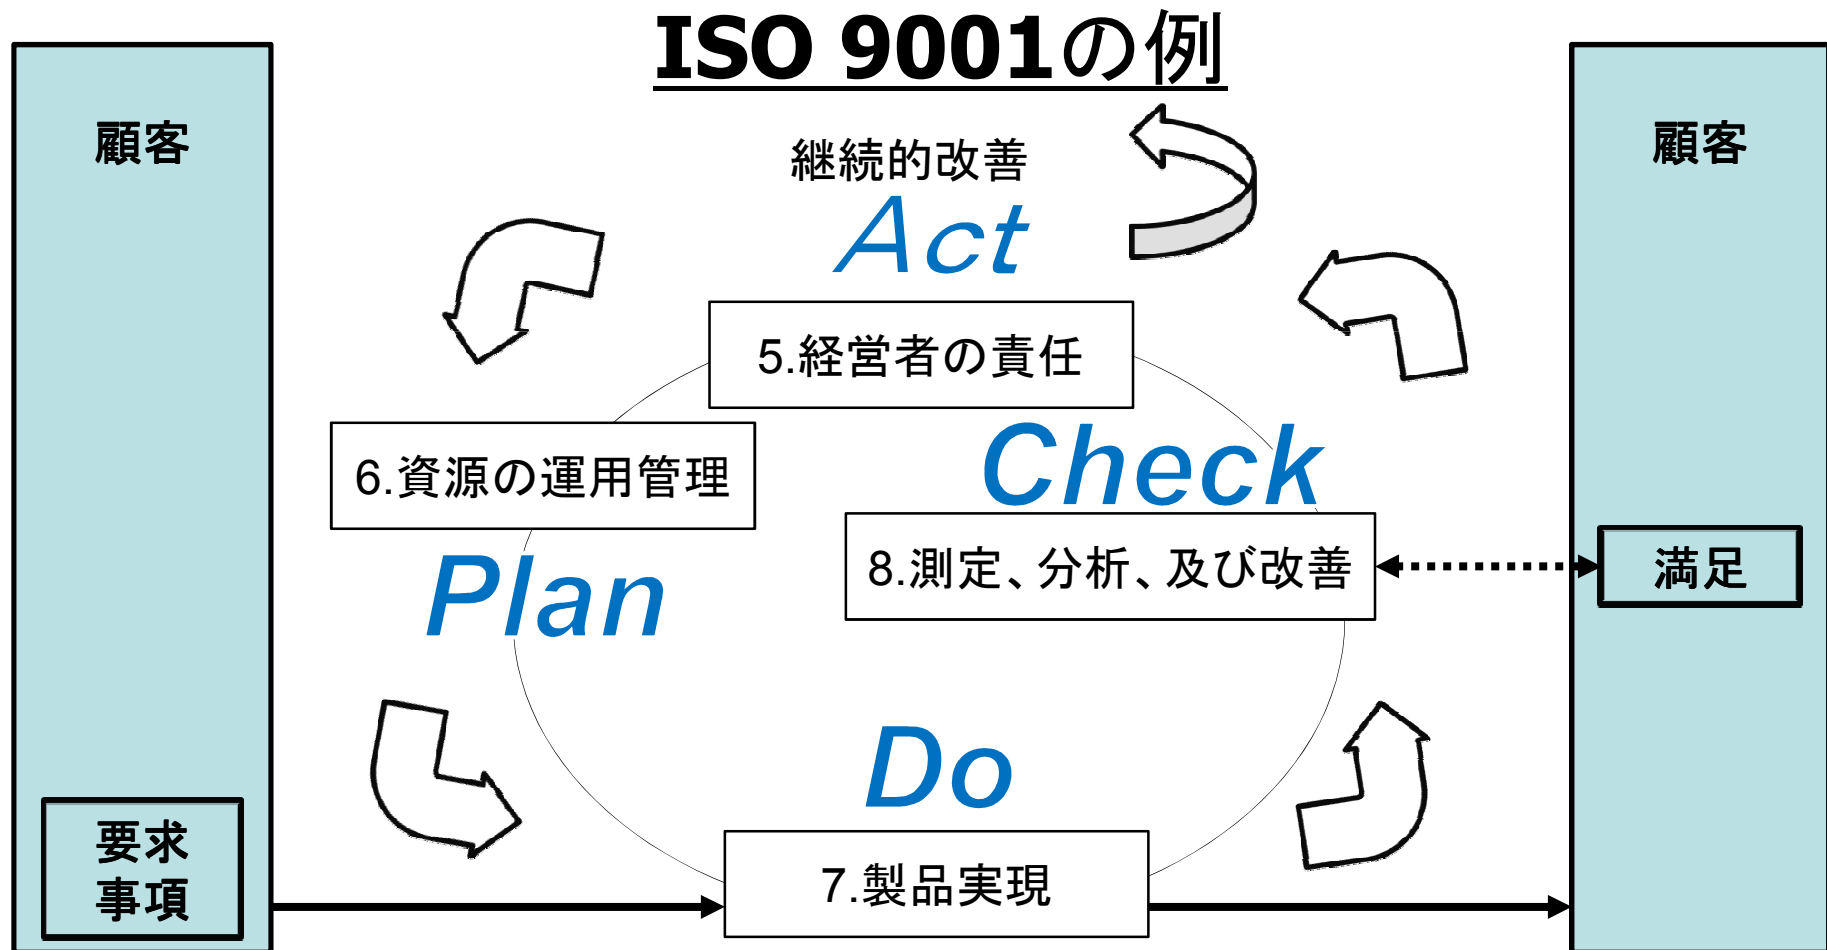 ISO 9001の例
顧客
顧客
継続的改善
Act
5.経営者の責任
Check
6.資源の運用管理
8.測定、分析、及び改善
満足
Plan
Do
要求
事項
7.製品実現